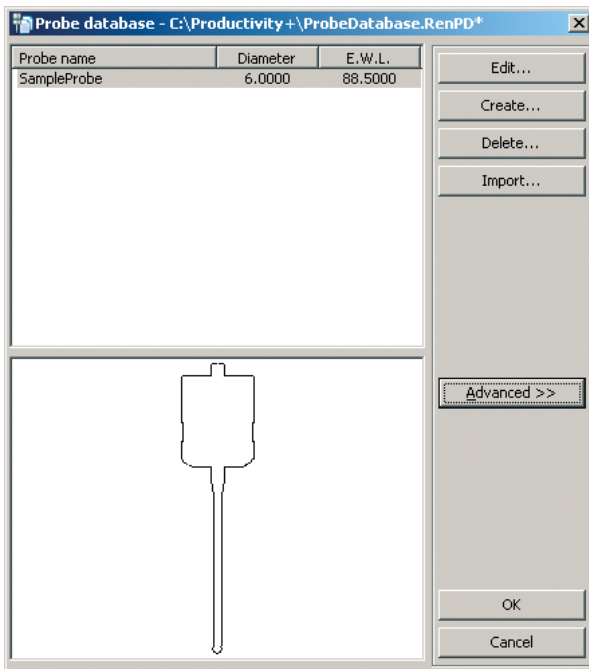 Probe database - C:\Productivity+\ProbeDatabase.RenPD*
Probe name Diameter E.W.L.
SampleProbe 6.0000 88.5000
Edit...
Create...
Delete...
Import...
Advanced >>
OK
Cancel